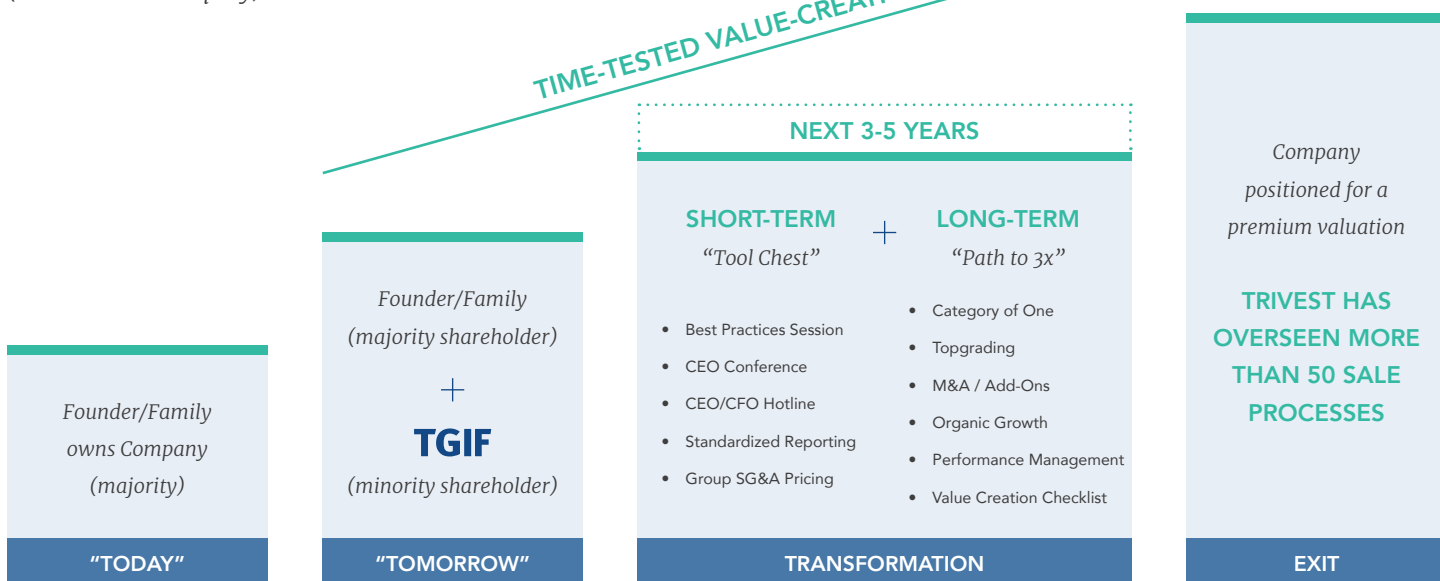 TIME-TESTED
NEXT 3-5 YEARS
Founder/Family
owns Company
(majority)
"TODAY"
Founder/Family
(majority shareholder)
+
TGIF
(minority shareholder)
"TOMORROW"
SHORT-TERM
"Tool Chest"
• Best Practices Session
• CEO Conference
• CEO/CFO Hotline
• Standardized Reporting
• Group SG&A Pricing
+
LONG-TERM
"Path to 3x"
• Category of One
• Topgrading
• M&A / Add-Ons
• Organic Growth
• Performance Management
• Value Creation Checklist
TRANSFORMATION
Company
positioned for a
premium valuation
TRIVEST HAS
OVERSEEN MORE
THAN 50 SALE
PROCESSES
EXIT